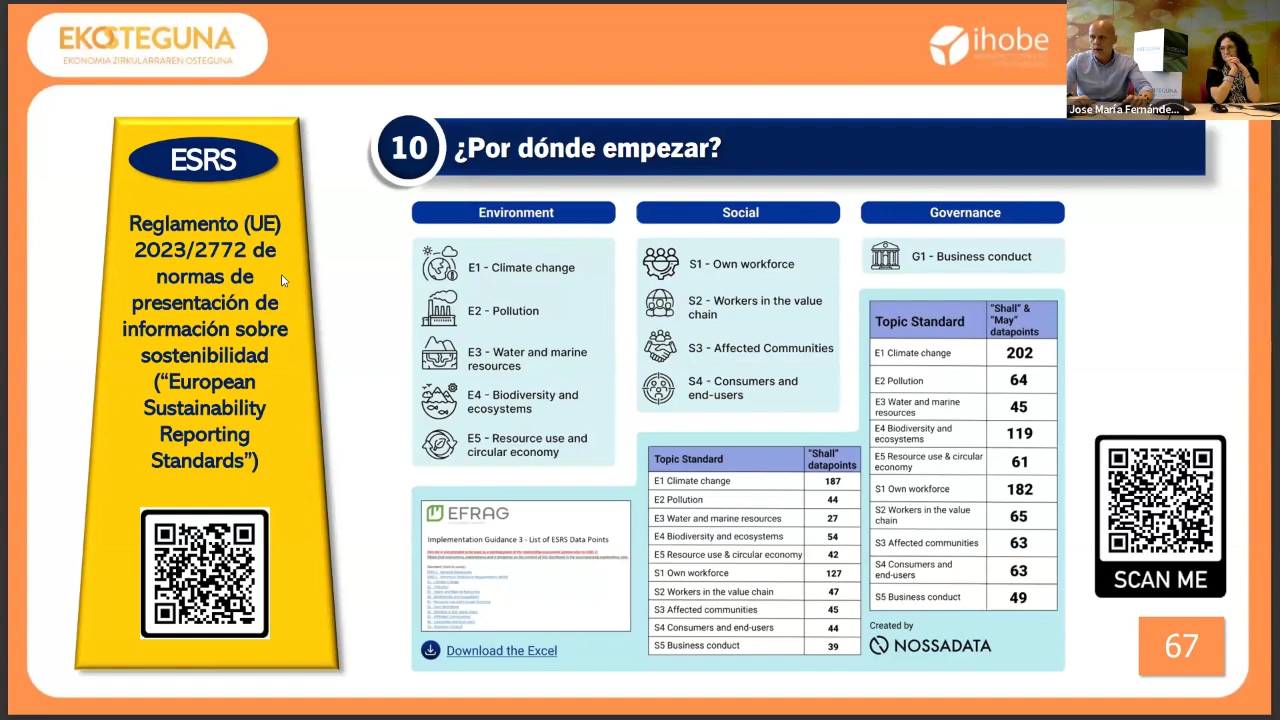 EKOSTEGUNA
EKONOMIA ZIRKULARRAREN OSTEGUNA
ihobe
Jose María Fernánde...
ESRS
Reglamento (UE)
2023/2772 de
normas de
presentación de
información sobre
sostenibilidad
(“European
Sustainability
Reporting
Standards”)
10 ¿Por dónde empezar?
Environment
E1 - Climate change
E2 - Pollution
E3 - Water and marine
resources
E4 - Biodiversity and
ecosystems
E5 - Resource use and
circular economy
Social
S1 - Own workforce
S2 - Workers in the value
chain
S3 - Affected Communities
S4 - Consumers and
end-users
Governance
G1 - Business conduct
EFRAG
Implementation Guidance 3 - List of ESRS Data Points
Download the Excel
Topic Standard "Shall"
datapoints
E1 Climate change 187
E2 Pollution 44
E3 Water and marine resources 27
E4 Biodiversity and ecosystems 54
E5 Resource use & circular economy 42
S1 Own workforce 127
S2 Workers in the value chain 47
S3 Affected communities 45
S4 Consumers and end-users 44
S5 Business conduct 39
Topic Standard "Shall" &
"May"
datapoints
E1 Climate change 202
E2 Pollution 64
E3 Water and marine
resources 45
E4 Biodiversity and
ecosystems 119
E5 Resource use & circular
economy 61
S1 Own workforce 182
S2 Workers in the value
chain 65
S3 Affected communities 63
S4 Consumers and
end-users 63
S5 Business conduct 49
Created by
NOSSADATA
SCAN ME
67